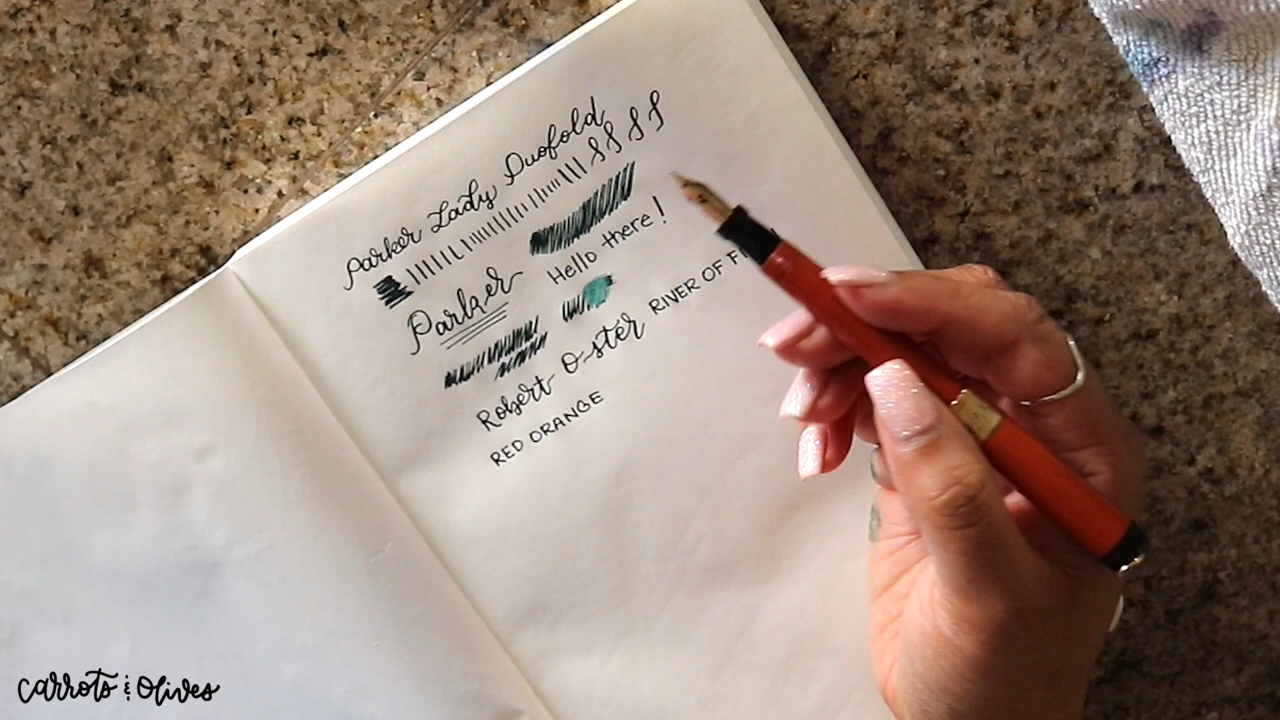 Parker Lady Duofold
Parker
Hello there!
Robert Oster
RIVER OF
RED ORANGE
carrots & Olives